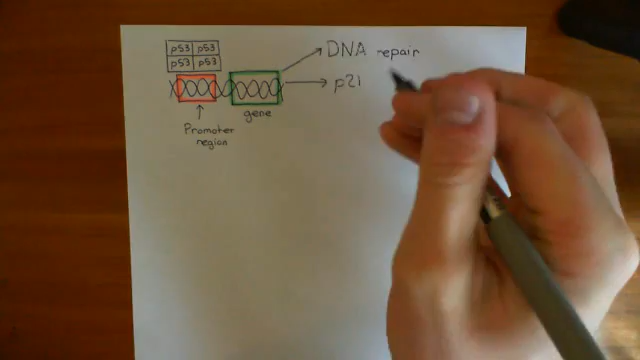 p53 p53
p53 p53
DNA repair
p21
gene
Promoter
region